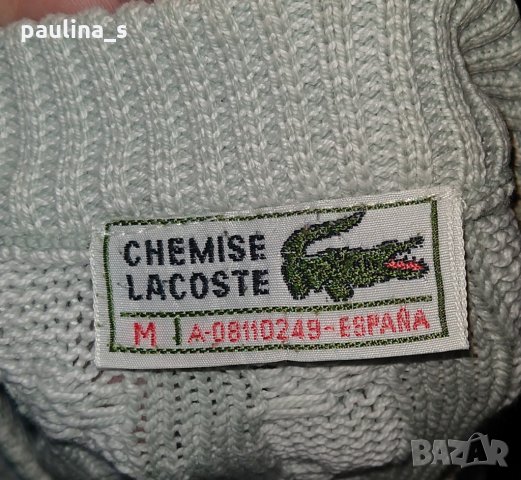 paulina_s
CHEMISE
LACOSTE
M A-08110249-ESPAÑA
BAZAR